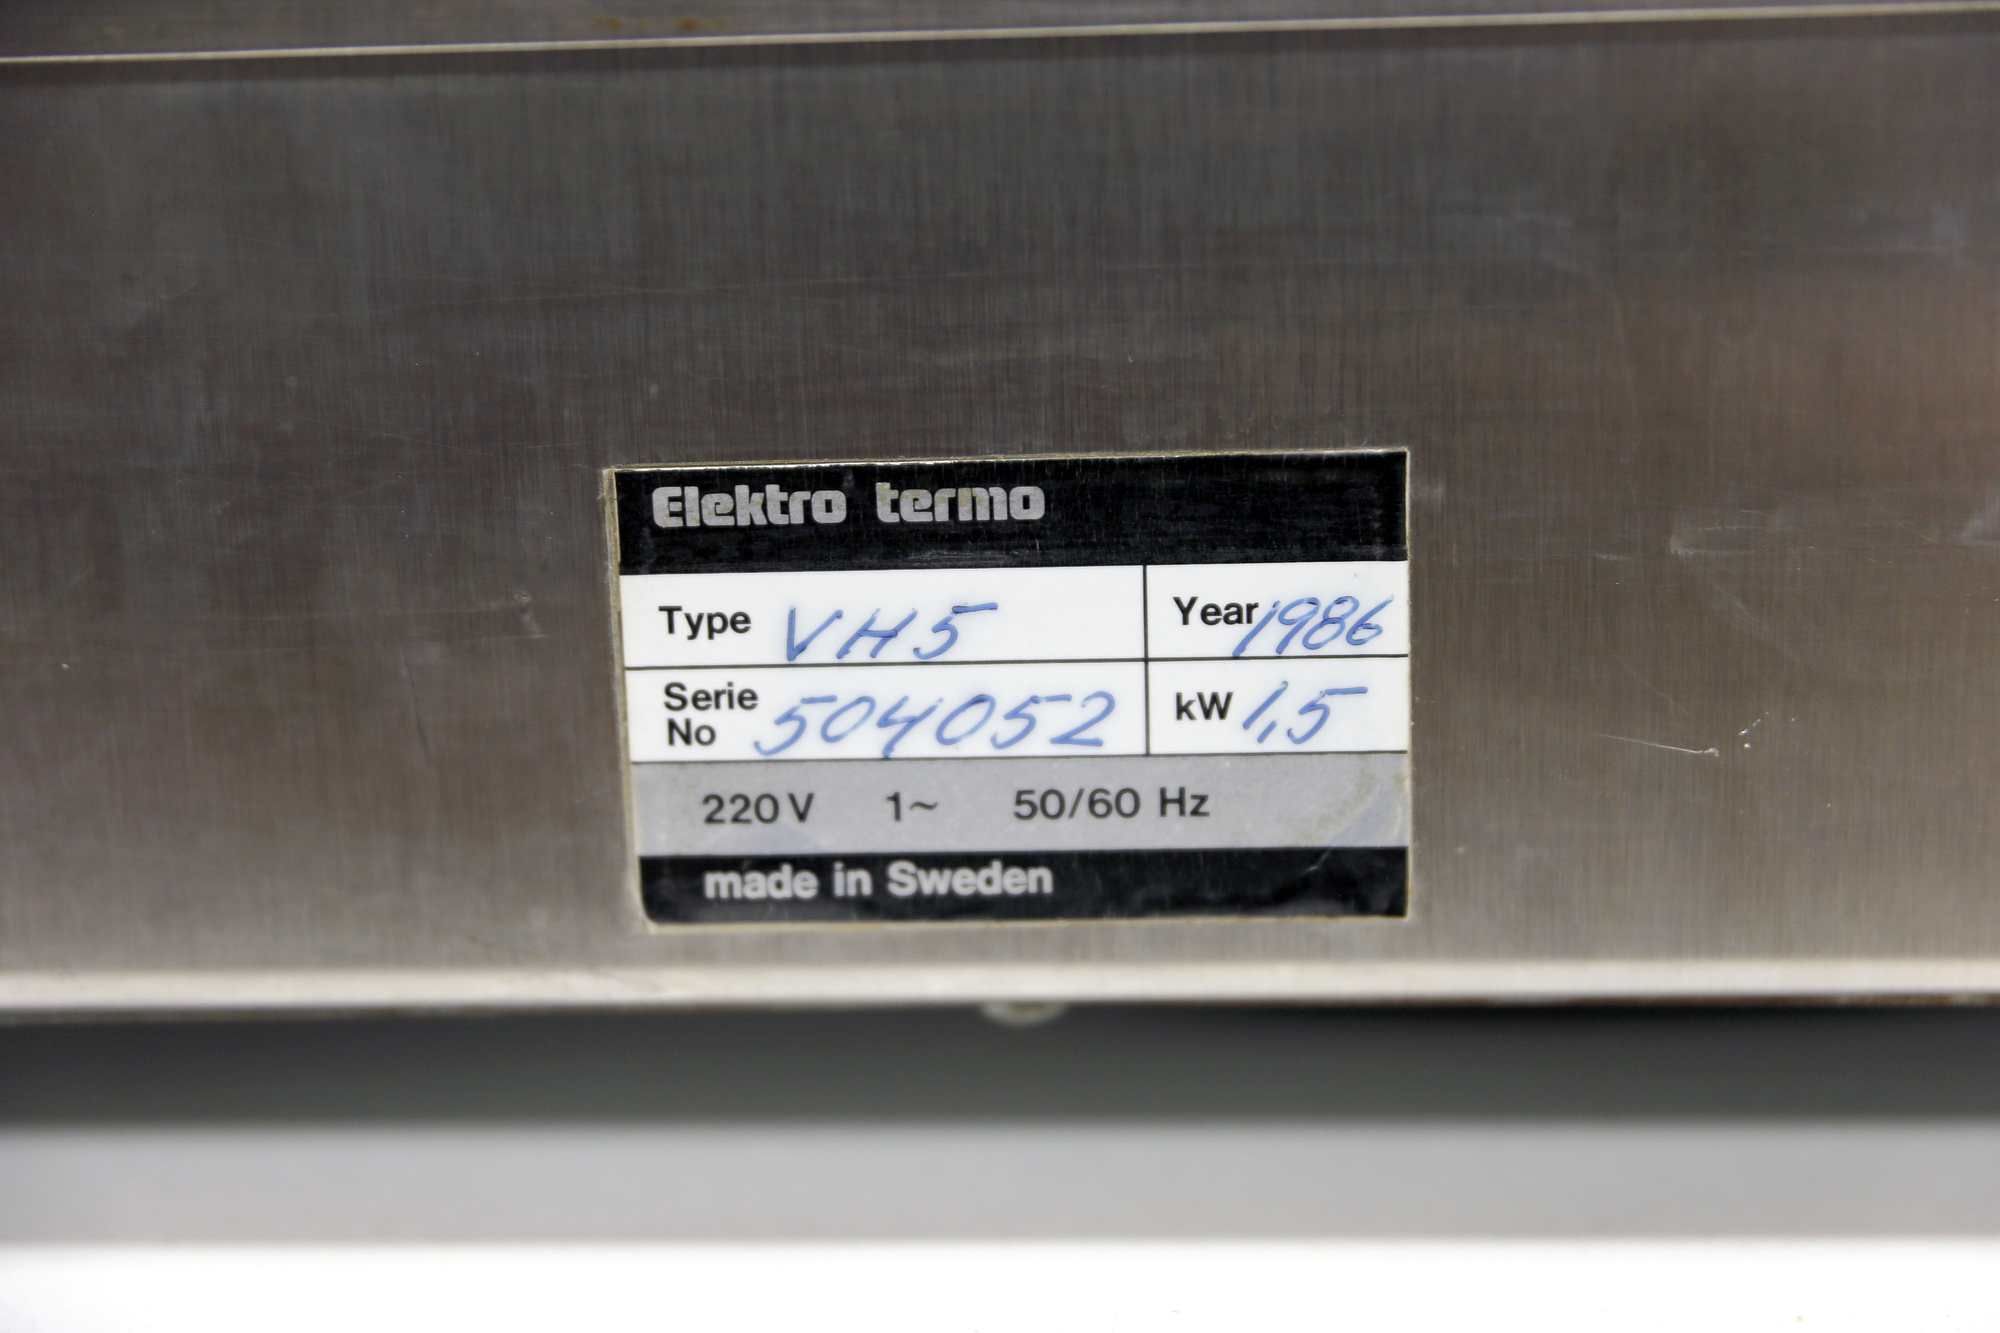 Elektro termo
Type VH5 Year 1986
Serie No 504052 kW 1,5
220 V 1~ 50/60 Hz
made in Sweden